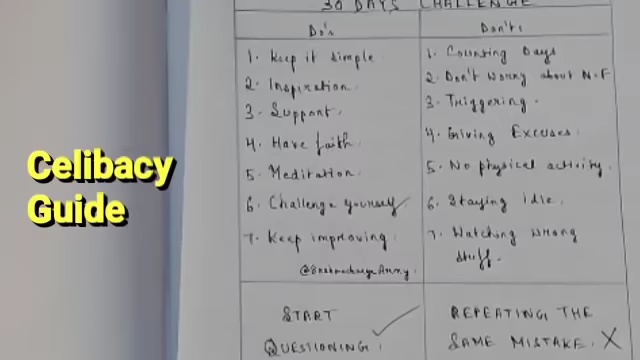 30 DAYS CHALLENGE
Do's
1. Keep it simple
2. Inspiration
3. Support
4. Have faith
5. Meditation
6. Challenge yourself
7. Keep improving
Don'ts
1. Counting Days
2. Don't worry about N.F
3. Triggering
4. Giving Excuses
5. No physical activity
6. Staying idle
7. Watching wrong
stuff.
START
QUESTIONING
REPEATING THE
SAME MISTAKE. X
Celibacy
Guide